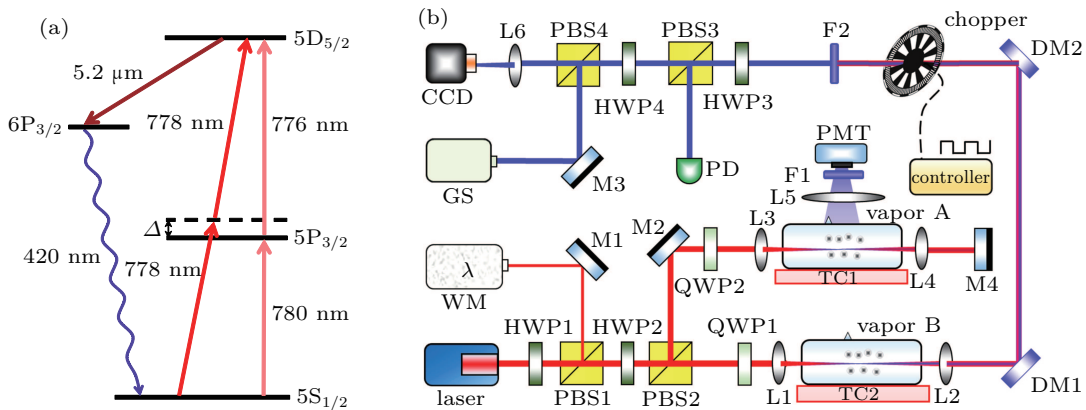 (a)
5D5/2
5.2 μm
6P3/2
778 nm
776 nm
Δ
5P3/2
420 nm
778 nm
780 nm
5S1/2
(b)
L6
PBS4
PBS3
F2
chopper
DM2
CCD
HWP4
HWP3
PMT
GS
M3
PD
F1
controller
L5
M1
M2
L3
vapor A
λ
WM
QWP2
TC1
L4
M4
HWP1
HWP2
QWP1
vapor B
laser
PBS1
PBS2
L1
TC2
L2
DM1